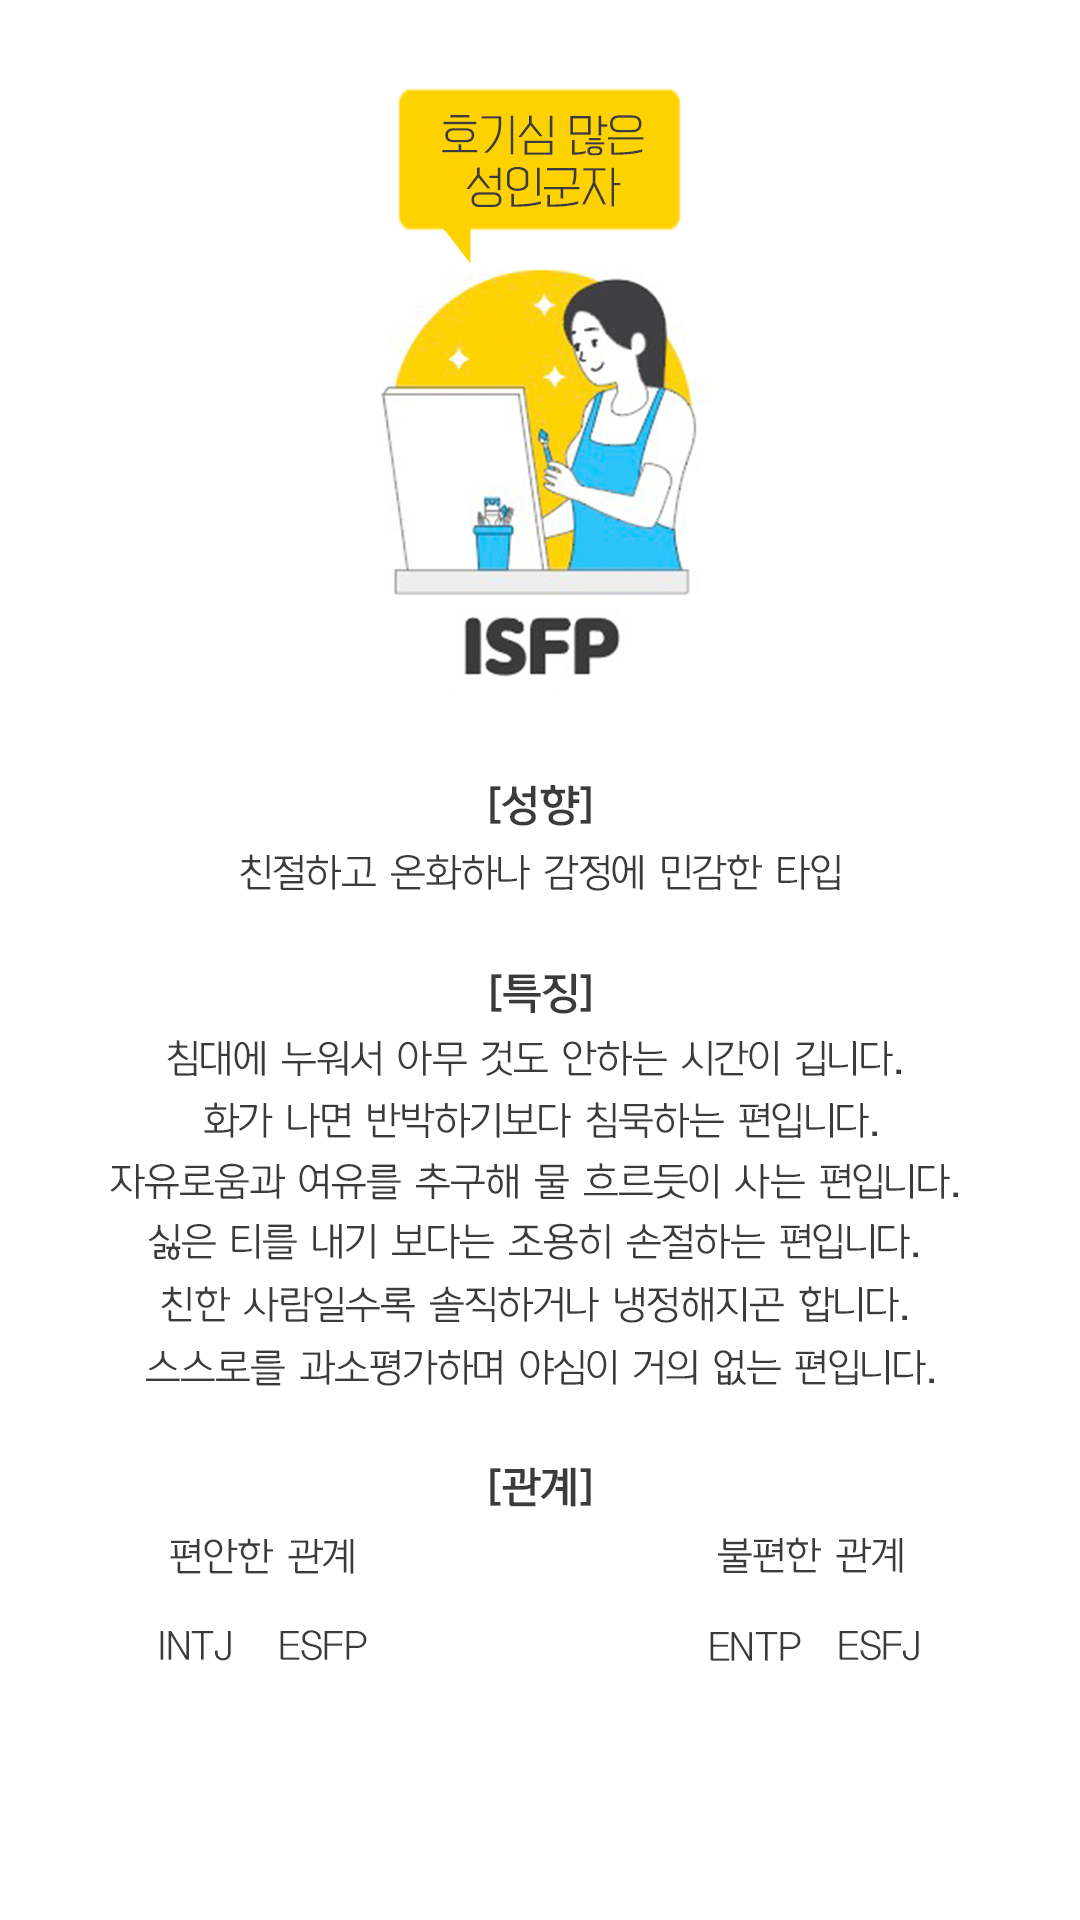 호기심 많은
성인군자
ISFP
[성향]
친절하고 온화하나 감정에 민감한 타입
[특징]
침대에 누워서 아무 것도 안하는 시간이 깁니다.
화가 나면 반박하기보다 침묵하는 편입니다.
자유로움과 여유를 추구해 물 흐르듯이 사는 편입니다.
싫은 티를 내기 보다는 조용히 손절하는 편입니다.
친한 사람일수록 솔직하거나 냉정해지곤 합니다.
스스로를 과소평가하며 야심이 거의 없는 편입니다.
[관계]
편안한 관계 불편한 관계
INTJ ESFP ENTP ESFJ